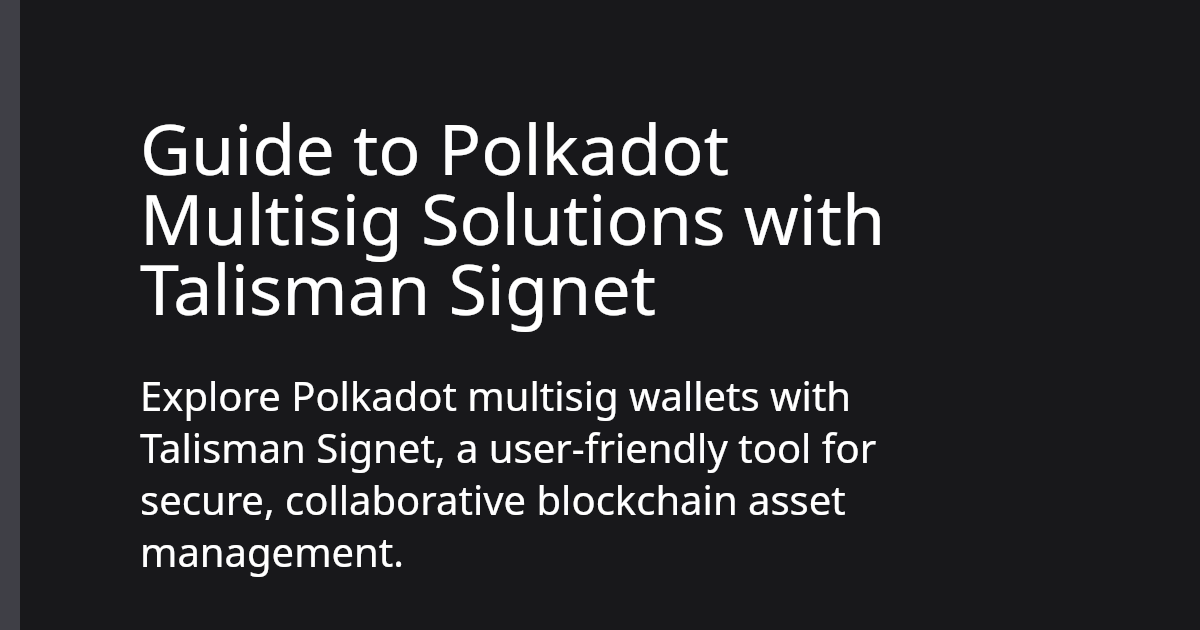 Guide to Polkadot
Multisig Solutions with
Talisman Signet
Explore Polkadot multisig wallets with
Talisman Signet, a user-friendly tool for
secure, collaborative blockchain asset
management.